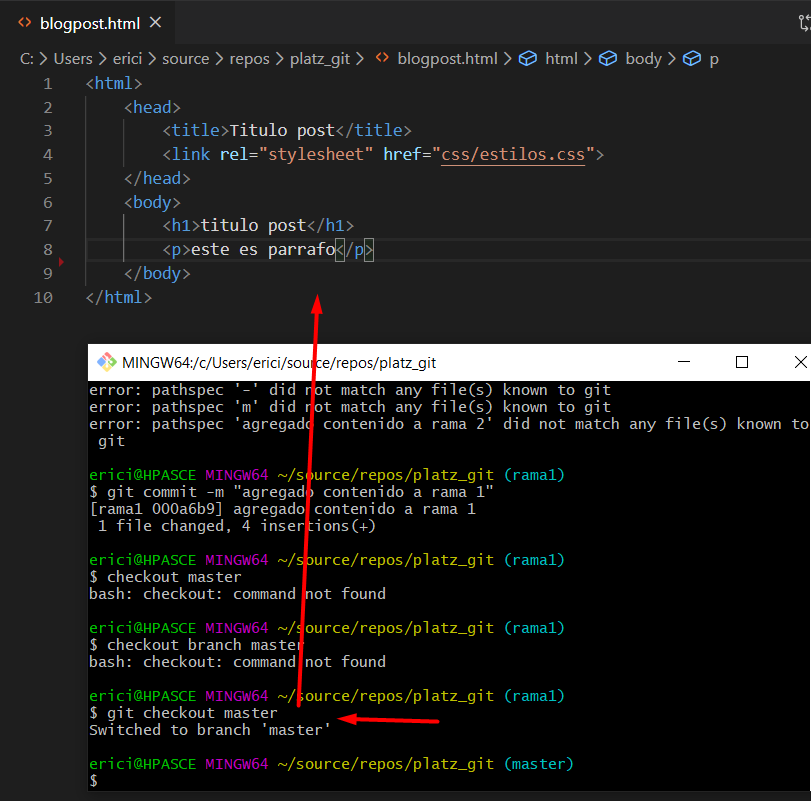 blogpost.html
C: > Users > erici > source > repos > platz_git > blogpost.html > html > body > p
1 <html>
2 <head>
3 <title>Titulo post</title>
4 <link rel="stylesheet" href="css/estilos.css">
5 </head>
6 <body>
7 <h1>titulo post</h1>
8 <p>este es parrafo</p>
9 </body>
10 </html>
MINGW64:/c/Users/erici/source/repos/platz_git
error: pathspec '-' did not match any file(s) known to git
error: pathspec 'm' did not match any file(s) known to git
error: pathspec 'agregado contenido a rama 2' did not match any file(s) known to
git
erici@HPASCE MINGW64 ~/source/repos/platz_git (rama1)
$ git commit -m "agregado contenido a rama 1"
[rama1 000a6b9] agregado contenido a rama 1
1 file changed, 4 insertions(+)
erici@HPASCE MINGW64 ~/source/repos/platz_git (rama1)
$ checkout master
bash: checkout: command not found
erici@HPASCE MINGW64 ~/source/repos/platz_git (rama1)
$ checkout branch master
bash: checkout: command not found
erici@HPASCE MINGW64 ~/source/repos/platz_git (rama1)
$ git checkout master
Switched to branch 'master'
erici@HPASCE MINGW64 ~/source/repos/platz_git (master)
$